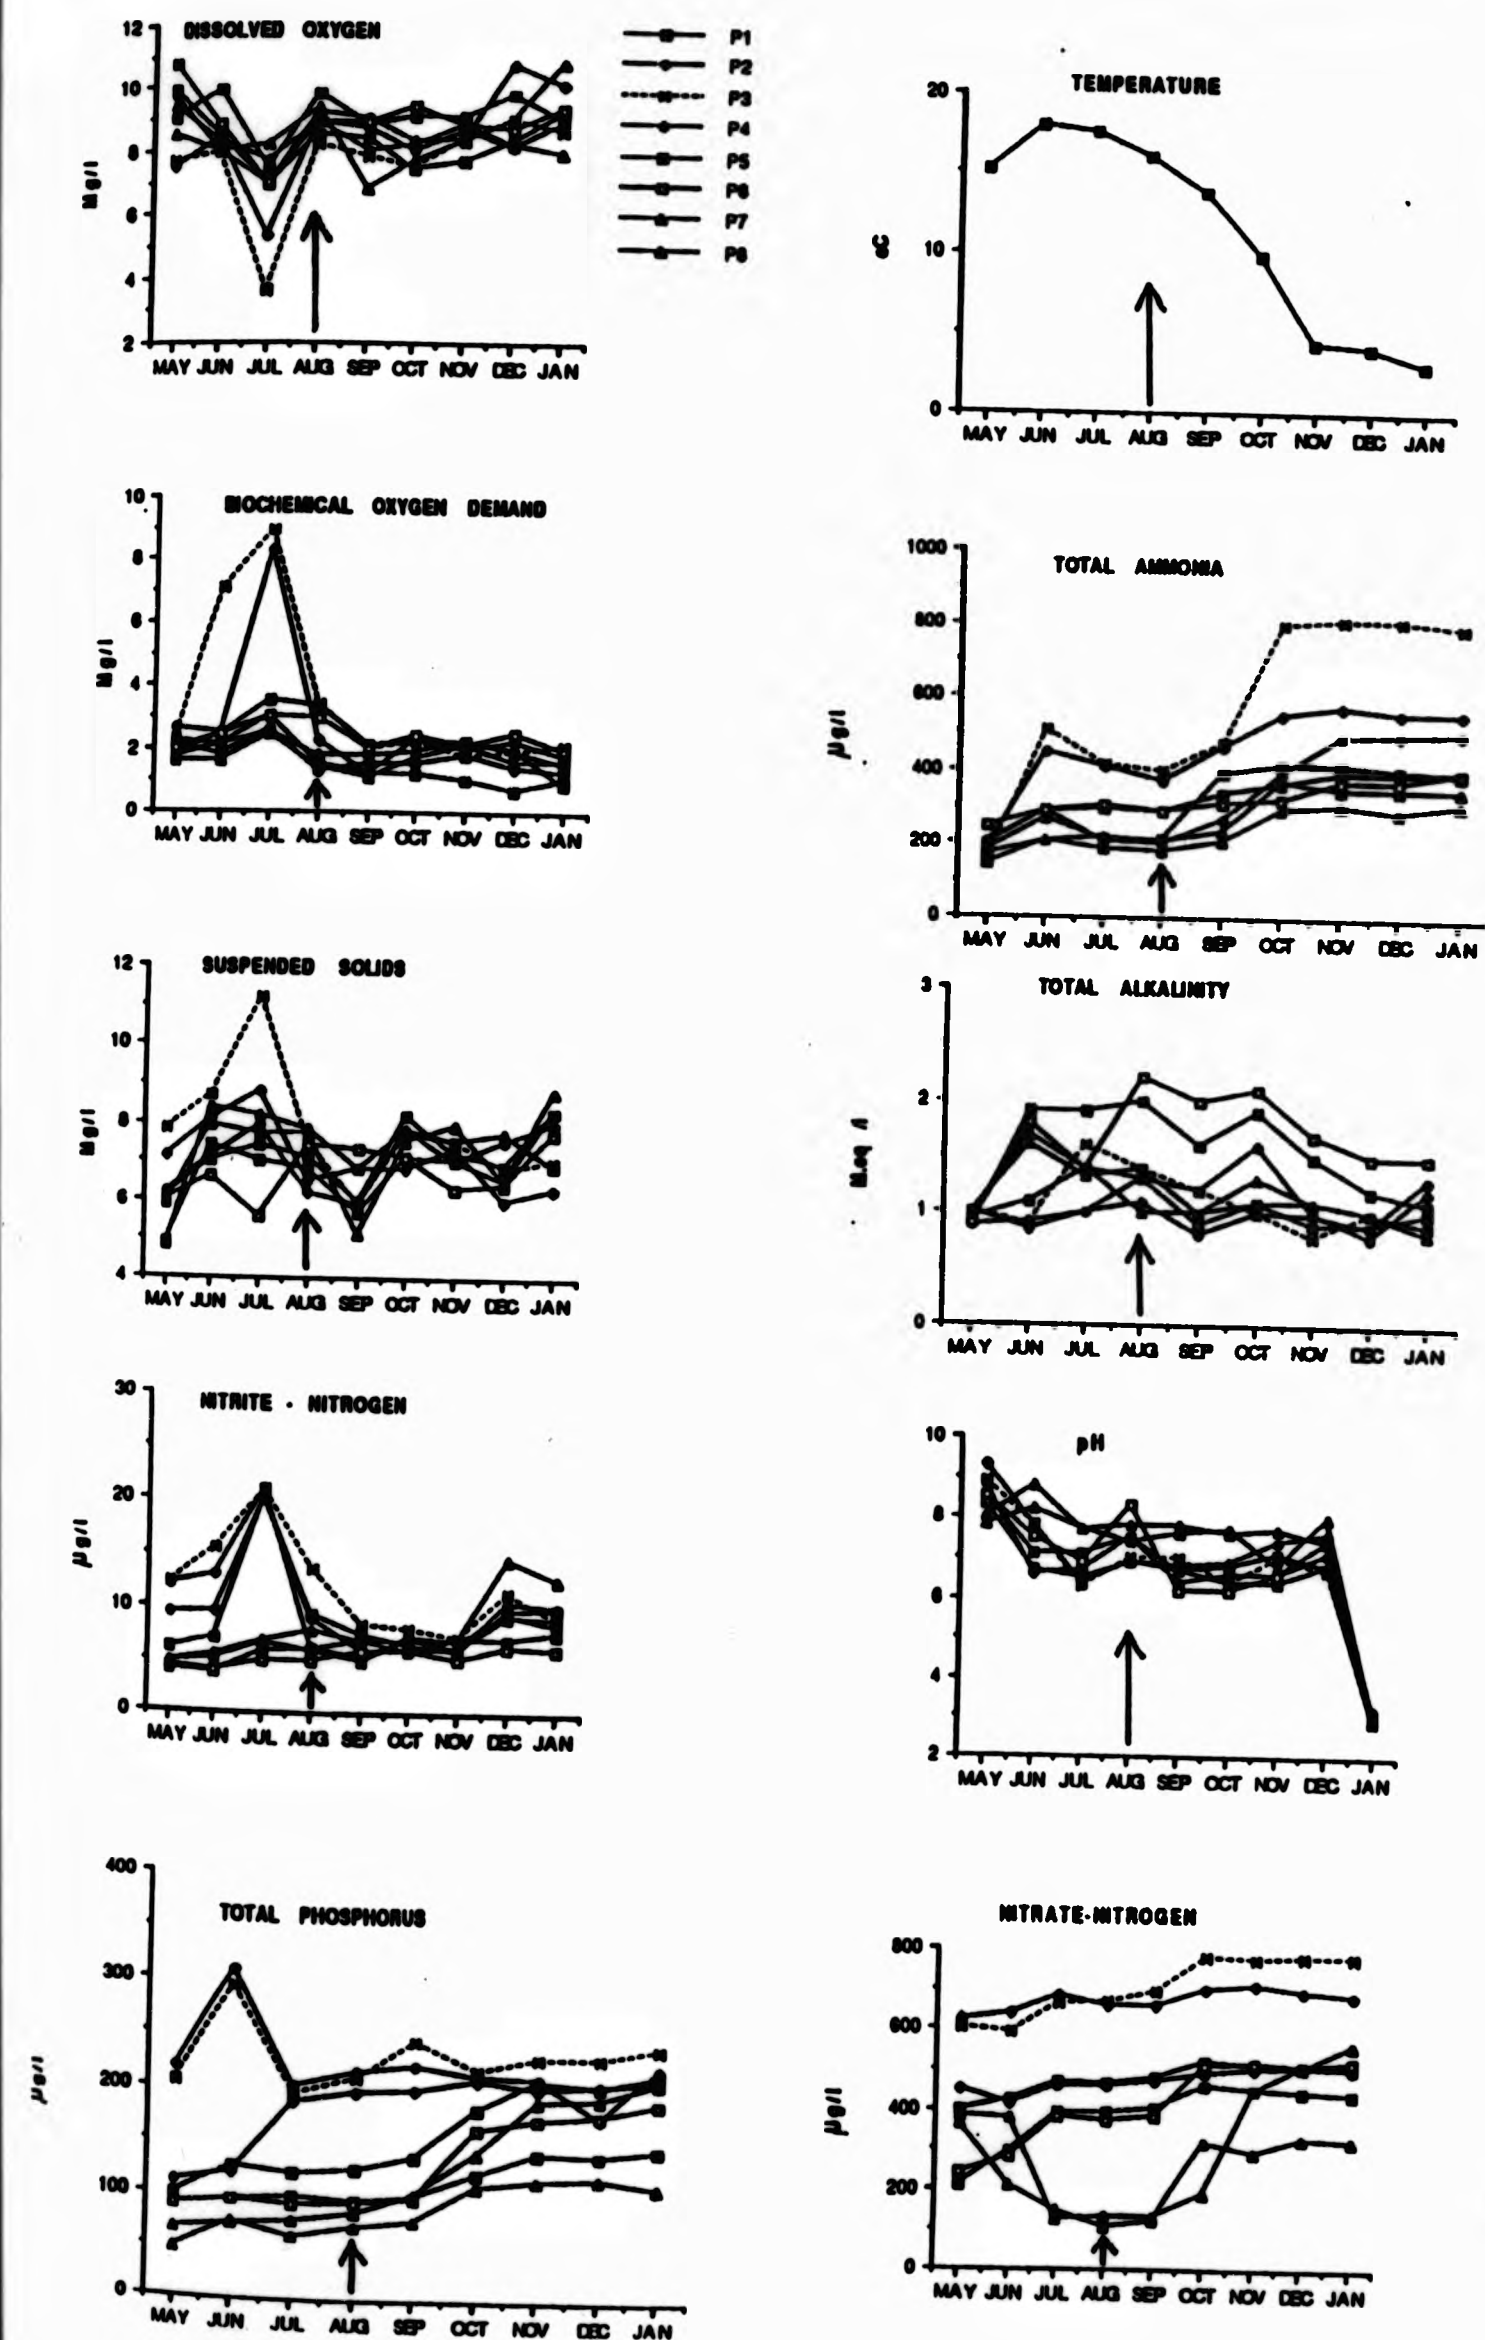 DISSOLVED OXYGEN
12
10
8
6
4
2
Mg/l
MAY JUN JUL AUG SEP OCT NOV DEC JAN
P1
P2
P3
P4
P5
P6
P7
P8
TEMPERATURE
20
10
0
oC
MAY JUN JUL AUG SEP OCT NOV DEC JAN
BIOCHEMICAL OXYGEN DEMAND
10
8
6
4
2
0
Mg/l
MAY JUN JUL AUG SEP OCT NOV DEC JAN
TOTAL AMMONIA
1000
800
600
400
200
0
µg/l
MAY JUN JUL AUG SEP OCT NOV DEC JAN
SUSPENDED SOLIDS
12
10
8
6
4
Mg/l
MAY JUN JUL AUG SEP OCT NOV DEC JAN
TOTAL ALKALINITY
3
2
1
0
M.eq /l
MAY JUN JUL AUG SEP OCT NOV DEC JAN
NITRITE - NITROGEN
30
20
10
0
µg/l
MAY JUN JUL AUG SEP OCT NOV DEC JAN
pH
10
8
6
4
2
MAY JUN JUL AUG SEP OCT NOV DEC JAN
TOTAL PHOSPHORUS
400
300
200
100
0
µg/l
MAY JUN JUL AUG SEP OCT NOV DEC JAN
NITRATE-NITROGEN
800
600
400
200
0
µg/l
MAY JUN JUL AUG SEP OCT NOV DEC JAN